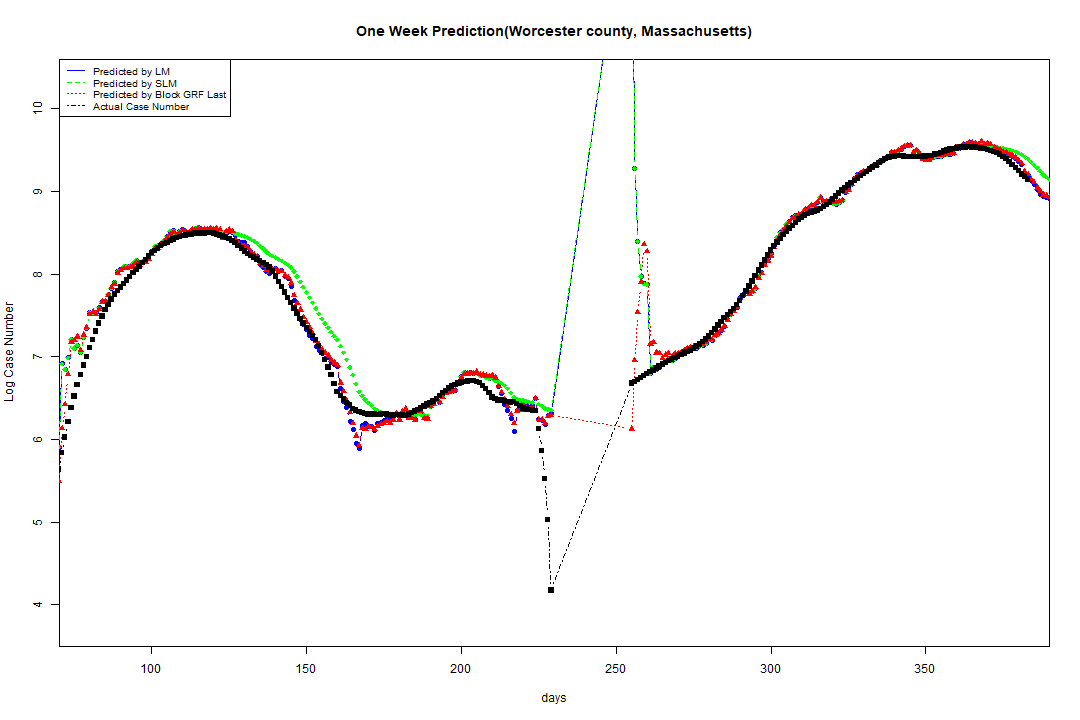 One Week Prediction(Worcester county, Massachusetts)
Predicted by LM
Predicted by SLM
Predicted by Block GRF Last
Actual Case Number
10
9
8
7
6
5
4
Log Case Number
100 150 200 250 300 350
days